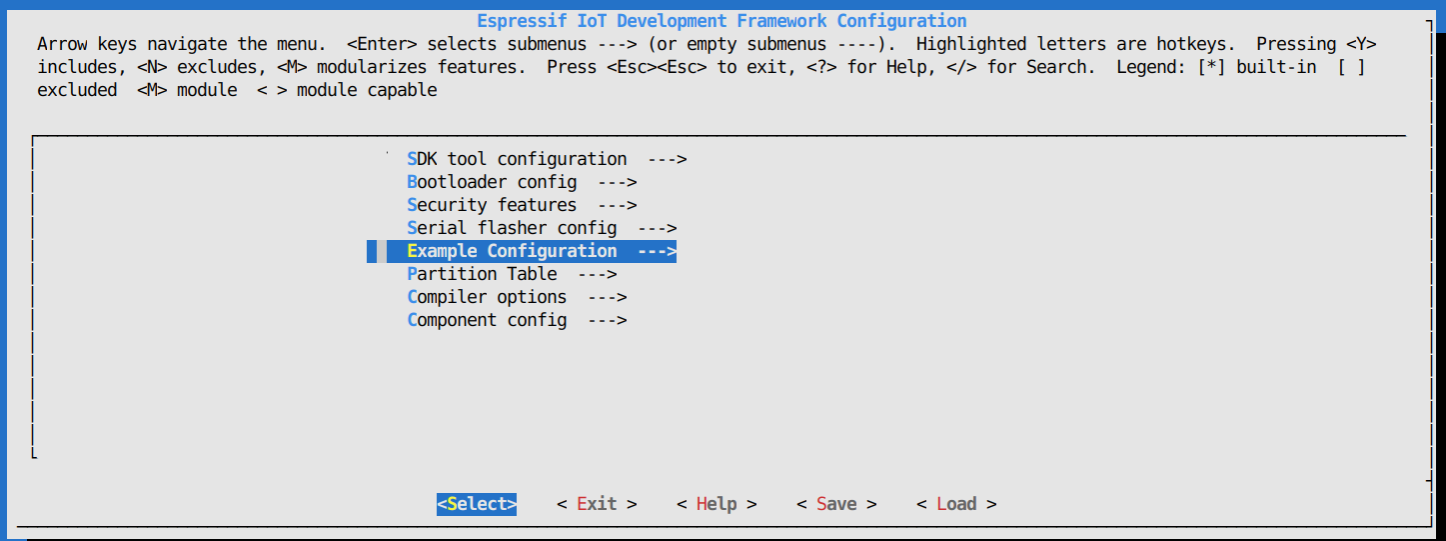 Espressif IoT Development Framework Configuration
Arrow keys navigate the menu.  <Enter> selects submenus ---> (or empty submenus ----).  Highlighted letters are hotkeys.  Pressing <Y>
includes, <N> excludes, <M> modularizes features.  Press <Esc><Esc> to exit, <?> for Help, </> for Search.  Legend: [*] built-in  [ ]
excluded  <M> module  < > module capable
SDK tool configuration  --->
Bootloader config  --->
Security features  --->
Serial flasher config  --->
Example Configuration  --->
Partition Table  --->
Compiler options  --->
Component config  --->
<Select>    < Exit >    < Help >    < Save >    < Load >